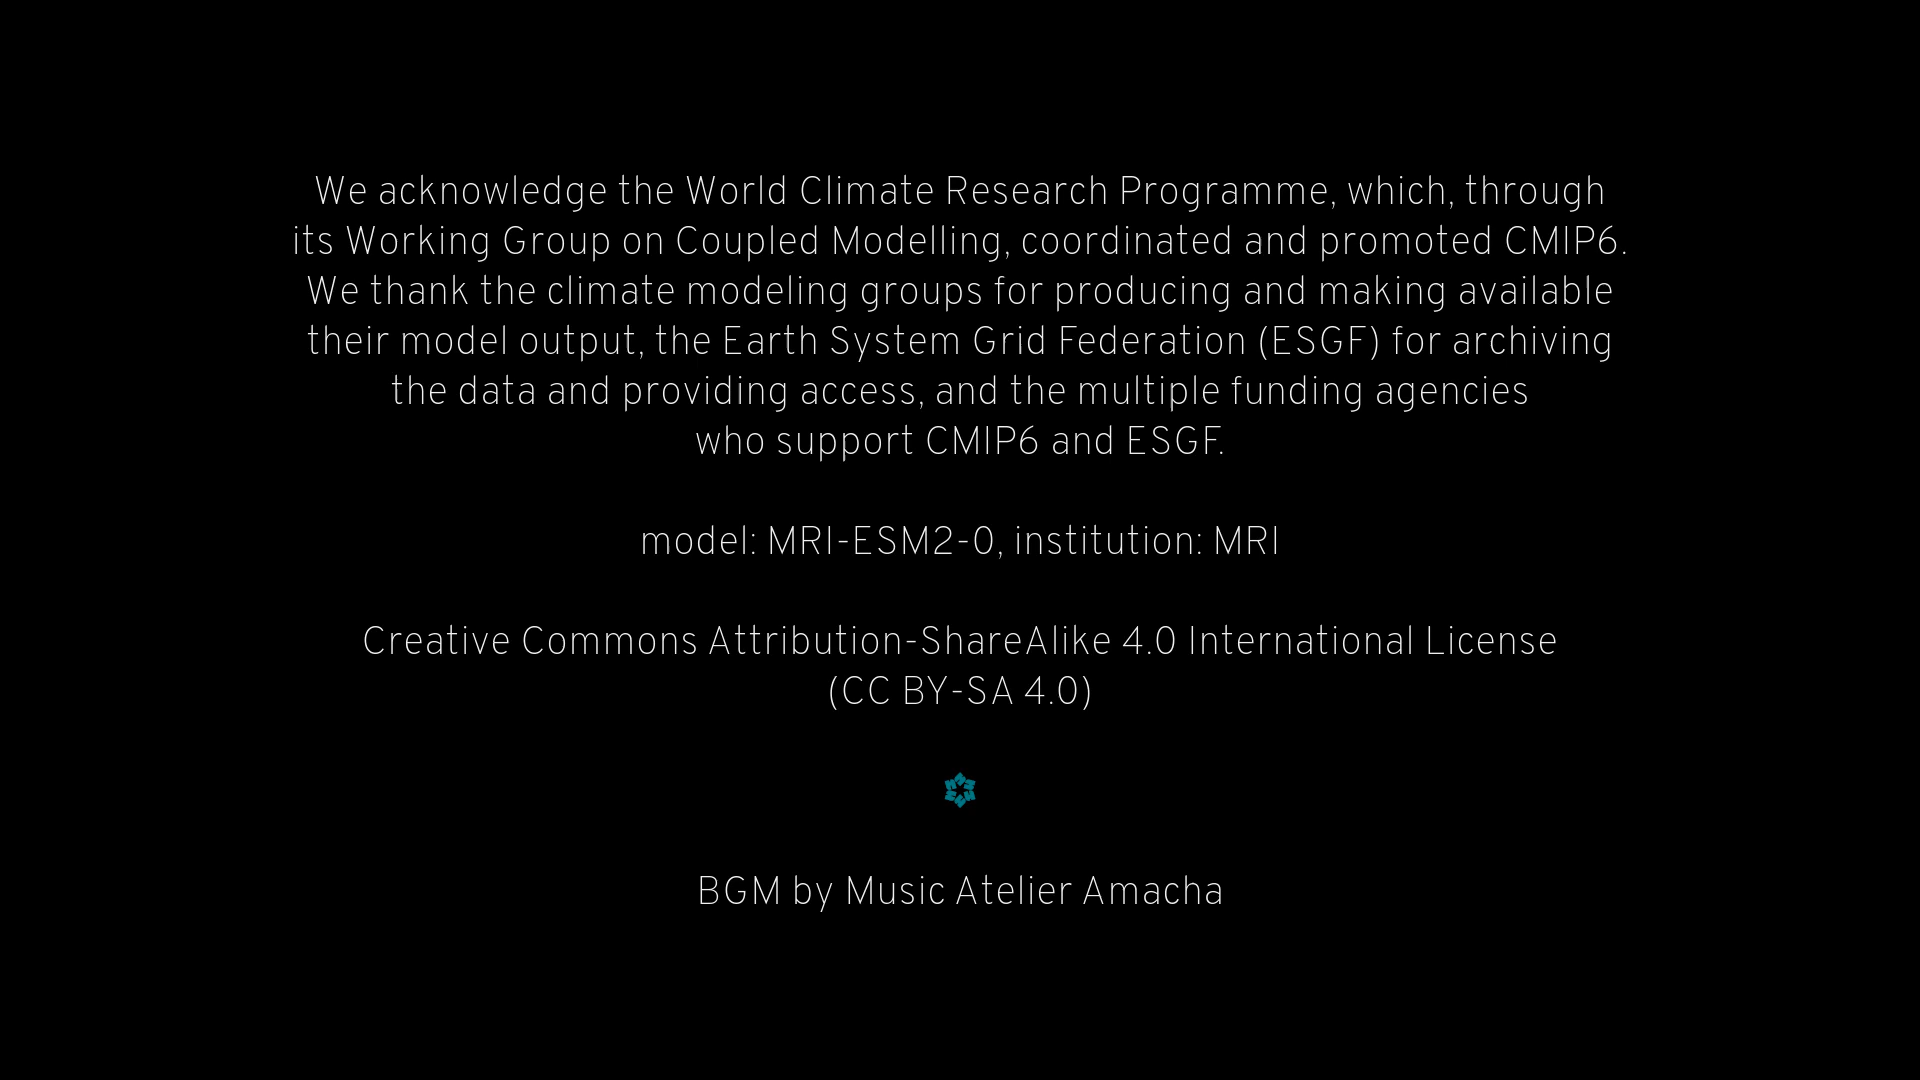 We acknowledge the World Climate Research Programme, which, through
its Working Group on Coupled Modelling, coordinated and promoted CMIP6.
We thank the climate modeling groups for producing and making available
their model output, the Earth System Grid Federation (ESGF) for archiving
the data and providing access, and the multiple funding agencies
who support CMIP6 and ESGF.
model: MRI-ESM2-0, institution: MRI
Creative Commons Attribution-ShareAlike 4.0 International License
(CC BY-SA 4.0)
BGM by Music Atelier Amacha